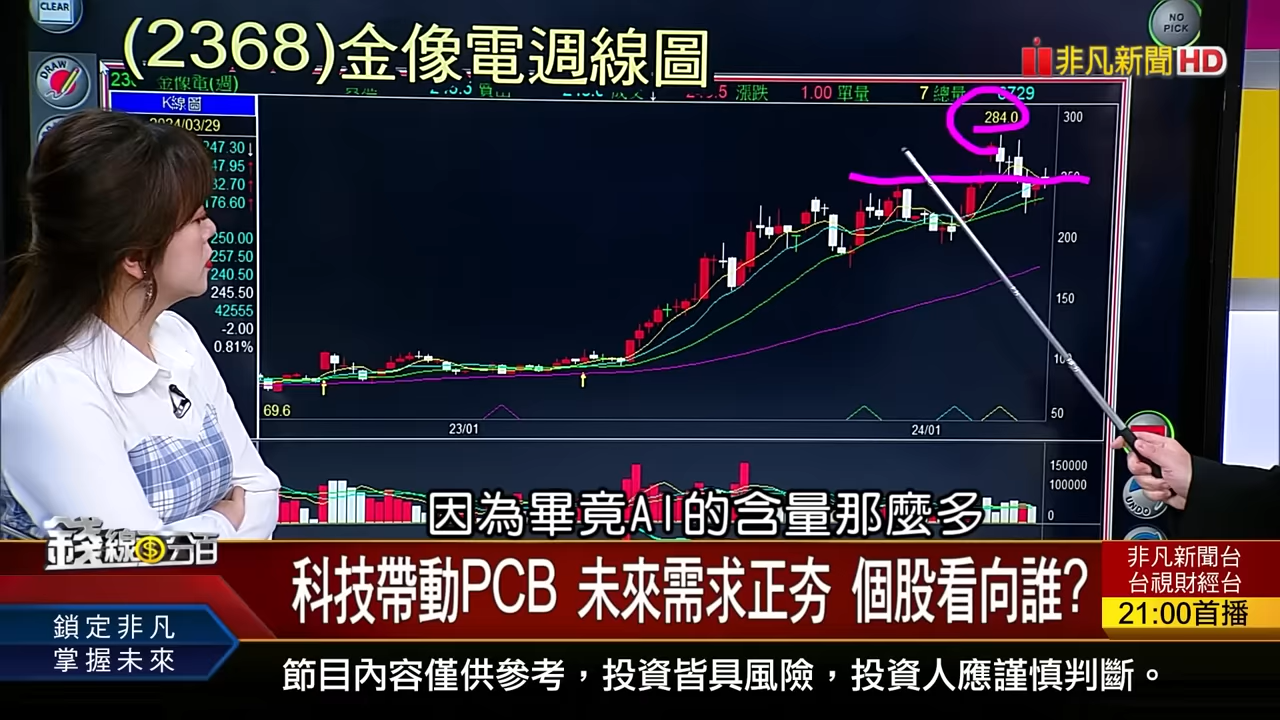 CLEAR
(2368)金像電週線圖
NO
PICK
非凡新聞HD
DRAW
金像電(週)
漲跌 1.00 單量 7 總量
K線圖
2024/03/29
247.30
176.60
250.00
257.50
240.50
245.50
42555
-2.00
0.81%
284.0
300
200
150
50
69.6
23/01
24/01
150000
100000
0
UNDO
因為畢竟AI的含量那麼多
錢線百分百
科技帶動PCB 未來需求正夯 個股看向誰?
非凡新聞台
台視財經台
21:00首播
鎖定非凡
掌握未來
節目內容僅供參考，投資皆具風險，投資人應謹慎判斷。